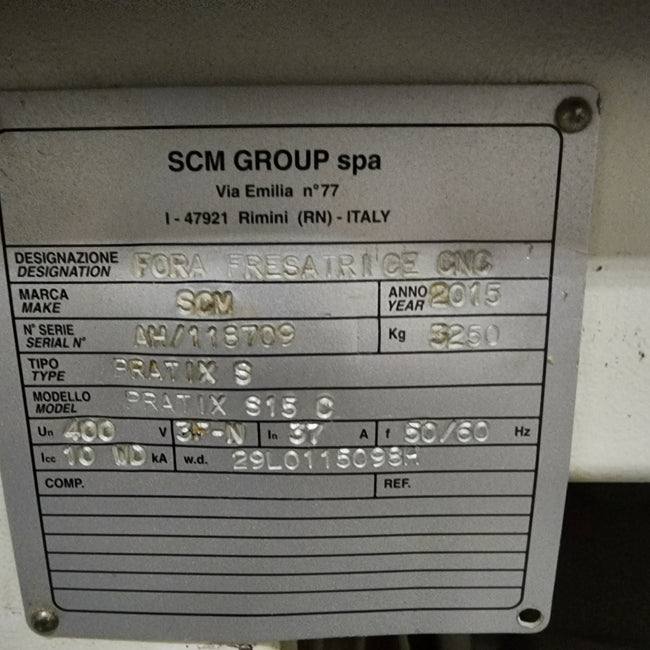 SCM GROUP spa
Via Emilia n°77
I - 47921 Rimini (RN) - ITALY
DESIGNAZIONE FORA FRESATRICE CNC
DESIGNATION
MARCA SCM ANNO 2015
MAKE YEAR
N° SERIE AH/118709 Kg 3250
SERIAL N°
TIPO PRATIX S
TYPE
MODELLO PRATIX S15 C
MODEL
Un 400 V 3F-N In 37 A f 50/60 Hz
Icc 10 kA w.d. 29L0115098H
COMP. REF.